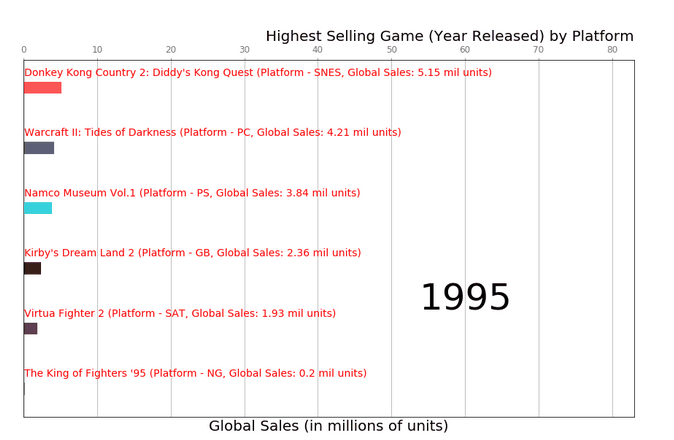 Highest Selling Game (Year Released) by Platform
0 10 20 30 40 50 60 70 80
Donkey Kong Country 2: Diddy's Kong Quest (Platform - SNES, Global Sales: 5.15 mil units)
Warcraft II: Tides of Darkness (Platform - PC, Global Sales: 4.21 mil units)
Namco Museum Vol.1 (Platform - PS, Global Sales: 3.84 mil units)
Kirby's Dream Land 2 (Platform - GB, Global Sales: 2.36 mil units)
1995
Virtua Fighter 2 (Platform - SAT, Global Sales: 1.93 mil units)
The King of Fighters '95 (Platform - NG, Global Sales: 0.2 mil units)
Global Sales (in millions of units)